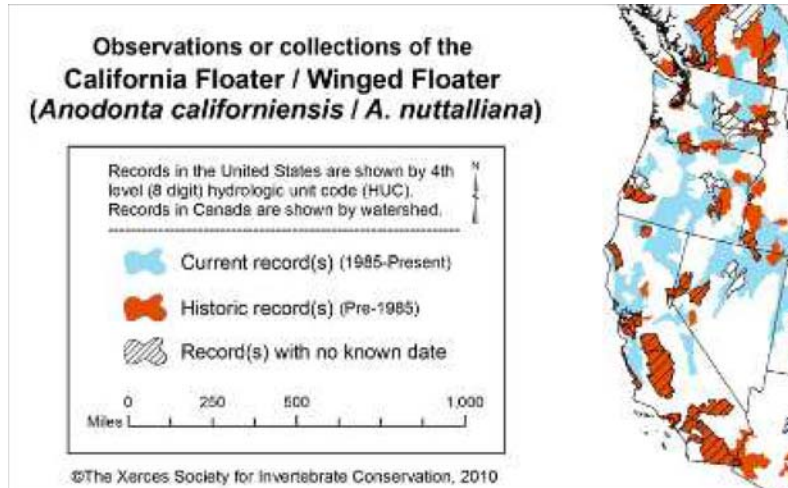 Observations or collections of the
California Floater / Winged Floater
(Anodonta californiensis / A. nuttalliana)
Records in the United States are shown by 4th
level (8 digit) hydrologic unit code (HUC).
Records in Canada are shown by watershed.
N
Current record(s) (1985-Present)
Historic record(s) (Pre-1985)
Record(s) with no known date
0 250 500 1,000
Miles
©The Xerces Society for Invertebrate Conservation, 2010